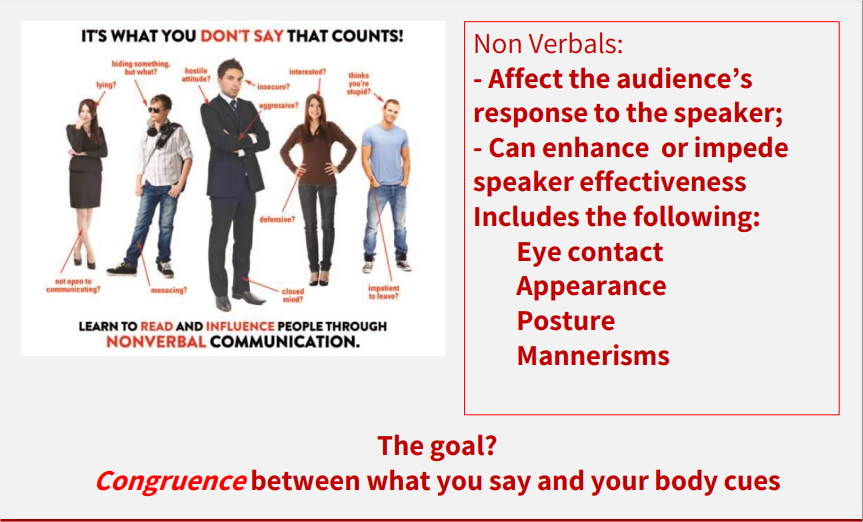 IT'S WHAT YOU DON'T SAY THAT COUNTS!
lying?
hiding something,
but what?
hostile
attitude?
insecure?
aggressive?
interested?
thinks
you're
stupid?
defensive?
not open to
communicating?
menacing?
closed
mind?
impatient
to leave?
LEARN TO READ AND INFLUENCE PEOPLE THROUGH
NONVERBAL COMMUNICATION.
Non Verbals:
- Affect the audience's
response to the speaker;
- Can enhance or impede
speaker effectiveness
Includes the following:
Eye contact
Appearance
Posture
Mannerisms
The goal?
Congruence between what you say and your body cues